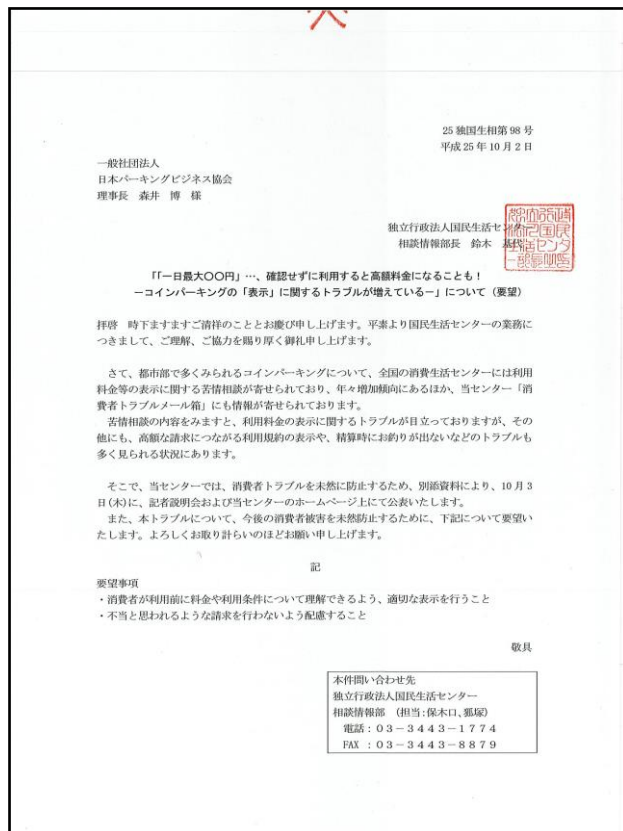 25独国生相第98号
平成25年10月2日
一般社団法人
日本パーキングビジネス協会
理事長 森井 博 様
独立行政法人国民生活センター
相談情報部長 鈴木 基代
「「一日最大〇〇円」…、確認せずに利用すると高額料金になることも!
-コインパーキングの「表示」に関するトラブルが増えている-」について(要望)
拝啓 時下ますますご清祥のこととお慶び申し上げます。平素より国民生活センターの業務に
つきまして、ご理解、ご協力を賜り厚く御礼申し上げます。
さて、都市部で多くみられるコインパーキングについて、全国の消費生活センターには利用
料金等の表示に関する苦情相談が寄せられており、年々増加傾向にあるほか、当センター「消
費者トラブルメール箱」にも情報が寄せられております。
苦情相談の内容をみますと、利用料金の表示に関するトラブルが目立っておりますが、その
他にも、高額な請求につながる利用規約の表示や、精算時にお釣りが出ないなどのトラブルも
多く見られる状況にあります。
そこで、当センターでは、消費者トラブルを未然に防止するため、別添資料により、10月3
日(木)に、記者説明会および当センターのホームページ上にて公表いたします。
また、本トラブルについて、今後の消費者被害を未然防止するために、下記について要望い
たします。よろしくお取り計らいのほどお願い申し上げます。
記
要望事項
・消費者が利用前に料金や利用条件について理解できるよう、適切な表示を行うこと
・不当と思われるような請求を行わないよう配慮すること
敬具
本件問い合わせ先
独立行政法人国民生活センター
相談情報部 (担当:保木口、狐塚)
電話:03-3443-1774
FAX:03-3443-8879